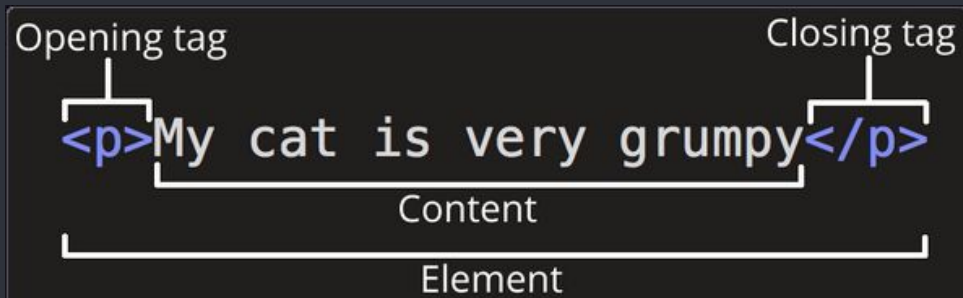 Opening tag
Closing tag
<p>My cat is very grumpy</p>
Content
Element